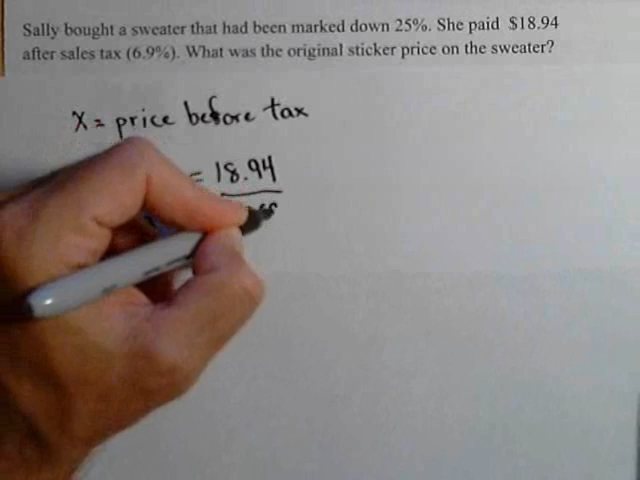 Sally bought a sweater that had been marked down 25%. She paid $18.94
after sales tax (6.9%). What was the original sticker price on the sweater?
X = price before tax
= 18.94